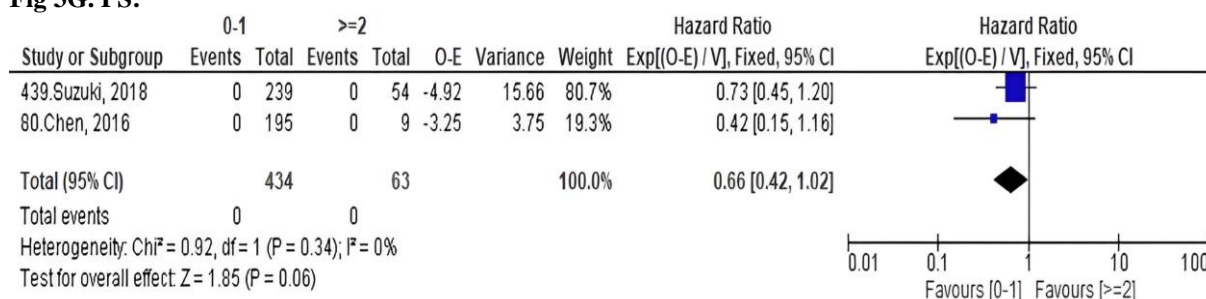 Fig 3G. PS.
0-1 >=2 Hazard Ratio Hazard Ratio
Study or Subgroup Events Total Events Total O-E Variance Weight Exp[(O-E) / V], Fixed, 95% CI Exp[(O-E) / V], Fixed, 95% CI
439.Suzuki, 2018 0 239 0 54 -4.92 15.66 80.7% 0.73 [0.45, 1.20]
80.Chen, 2016 0 195 0 9 -3.25 3.75 19.3% 0.42 [0.15, 1.16]
Total (95% CI) 434 63 100.0% 0.66 [0.42, 1.02]
Total events 0 0
Heterogeneity: Chi² = 0.92, df = 1 (P = 0.34); I² = 0%
Test for overall effect: Z = 1.85 (P = 0.06)
0.01 0.1 1 10 100
Favours [0-1] Favours [>=2]